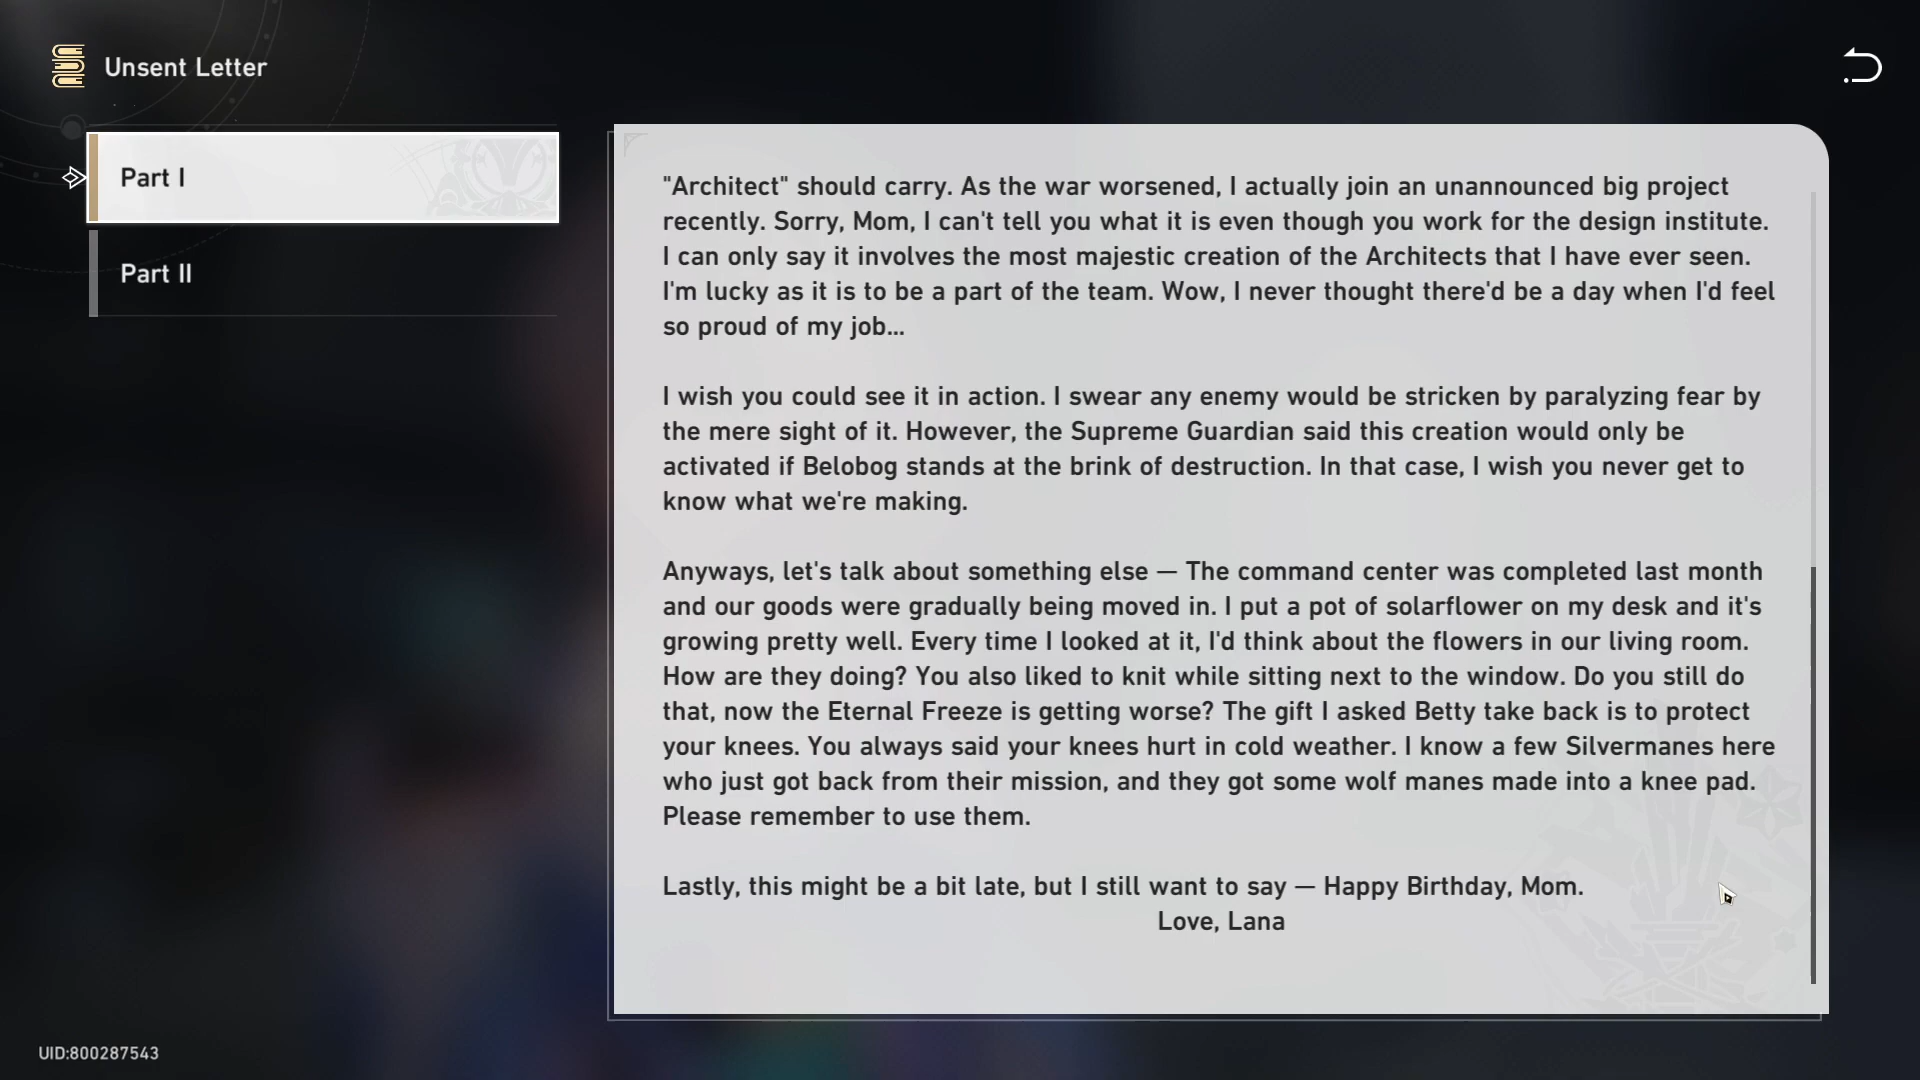 Unsent Letter
Part I
Part II
"Architect" should carry. As the war worsened, I actually join an unannounced big project
recently. Sorry, Mom, I can't tell you what it is even though you work for the design institute.
I can only say it involves the most majestic creation of the Architects that I have ever seen.
I'm lucky as it is to be a part of the team. Wow, I never thought there'd be a day when I'd feel
so proud of my job...
I wish you could see it in action. I swear any enemy would be stricken by paralyzing fear by
the mere sight of it. However, the Supreme Guardian said this creation would only be
activated if Belobog stands at the brink of destruction. In that case, I wish you never get to
know what we're making.
Anyways, let's talk about something else — The command center was completed last month
and our goods were gradually being moved in. I put a pot of solarflower on my desk and it's
growing pretty well. Every time I looked at it, I'd think about the flowers in our living room.
How are they doing? You also liked to knit while sitting next to the window. Do you still do
that, now the Eternal Freeze is getting worse? The gift I asked Betty take back is to protect
your knees. You always said your knees hurt in cold weather. I know a few Silvermanes here
who just got back from their mission, and they got some wolf manes made into a knee pad.
Please remember to use them.
Lastly, this might be a bit late, but I still want to say — Happy Birthday, Mom.
Love, Lana
UID:800287543